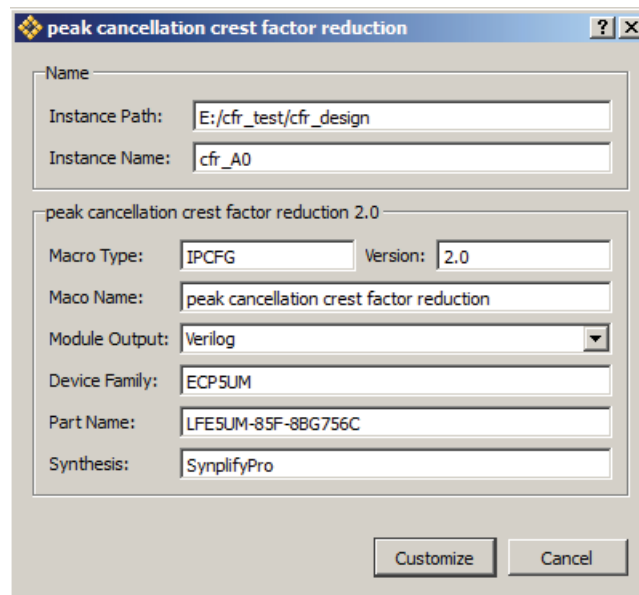 peak cancellation crest factor reduction
Name
Instance Path: E:/cfr_test/cfr_design
Instance Name: cfr_A0
peak cancellation crest factor reduction 2.0
Macro Type: IPCFG Version: 2.0
Maco Name: peak cancellation crest factor reduction
Module Output: Verilog
Device Family: ECP5UM
Part Name: LFE5UM-85F-8BG756C
Synthesis: SynplifyPro
Customize Cancel